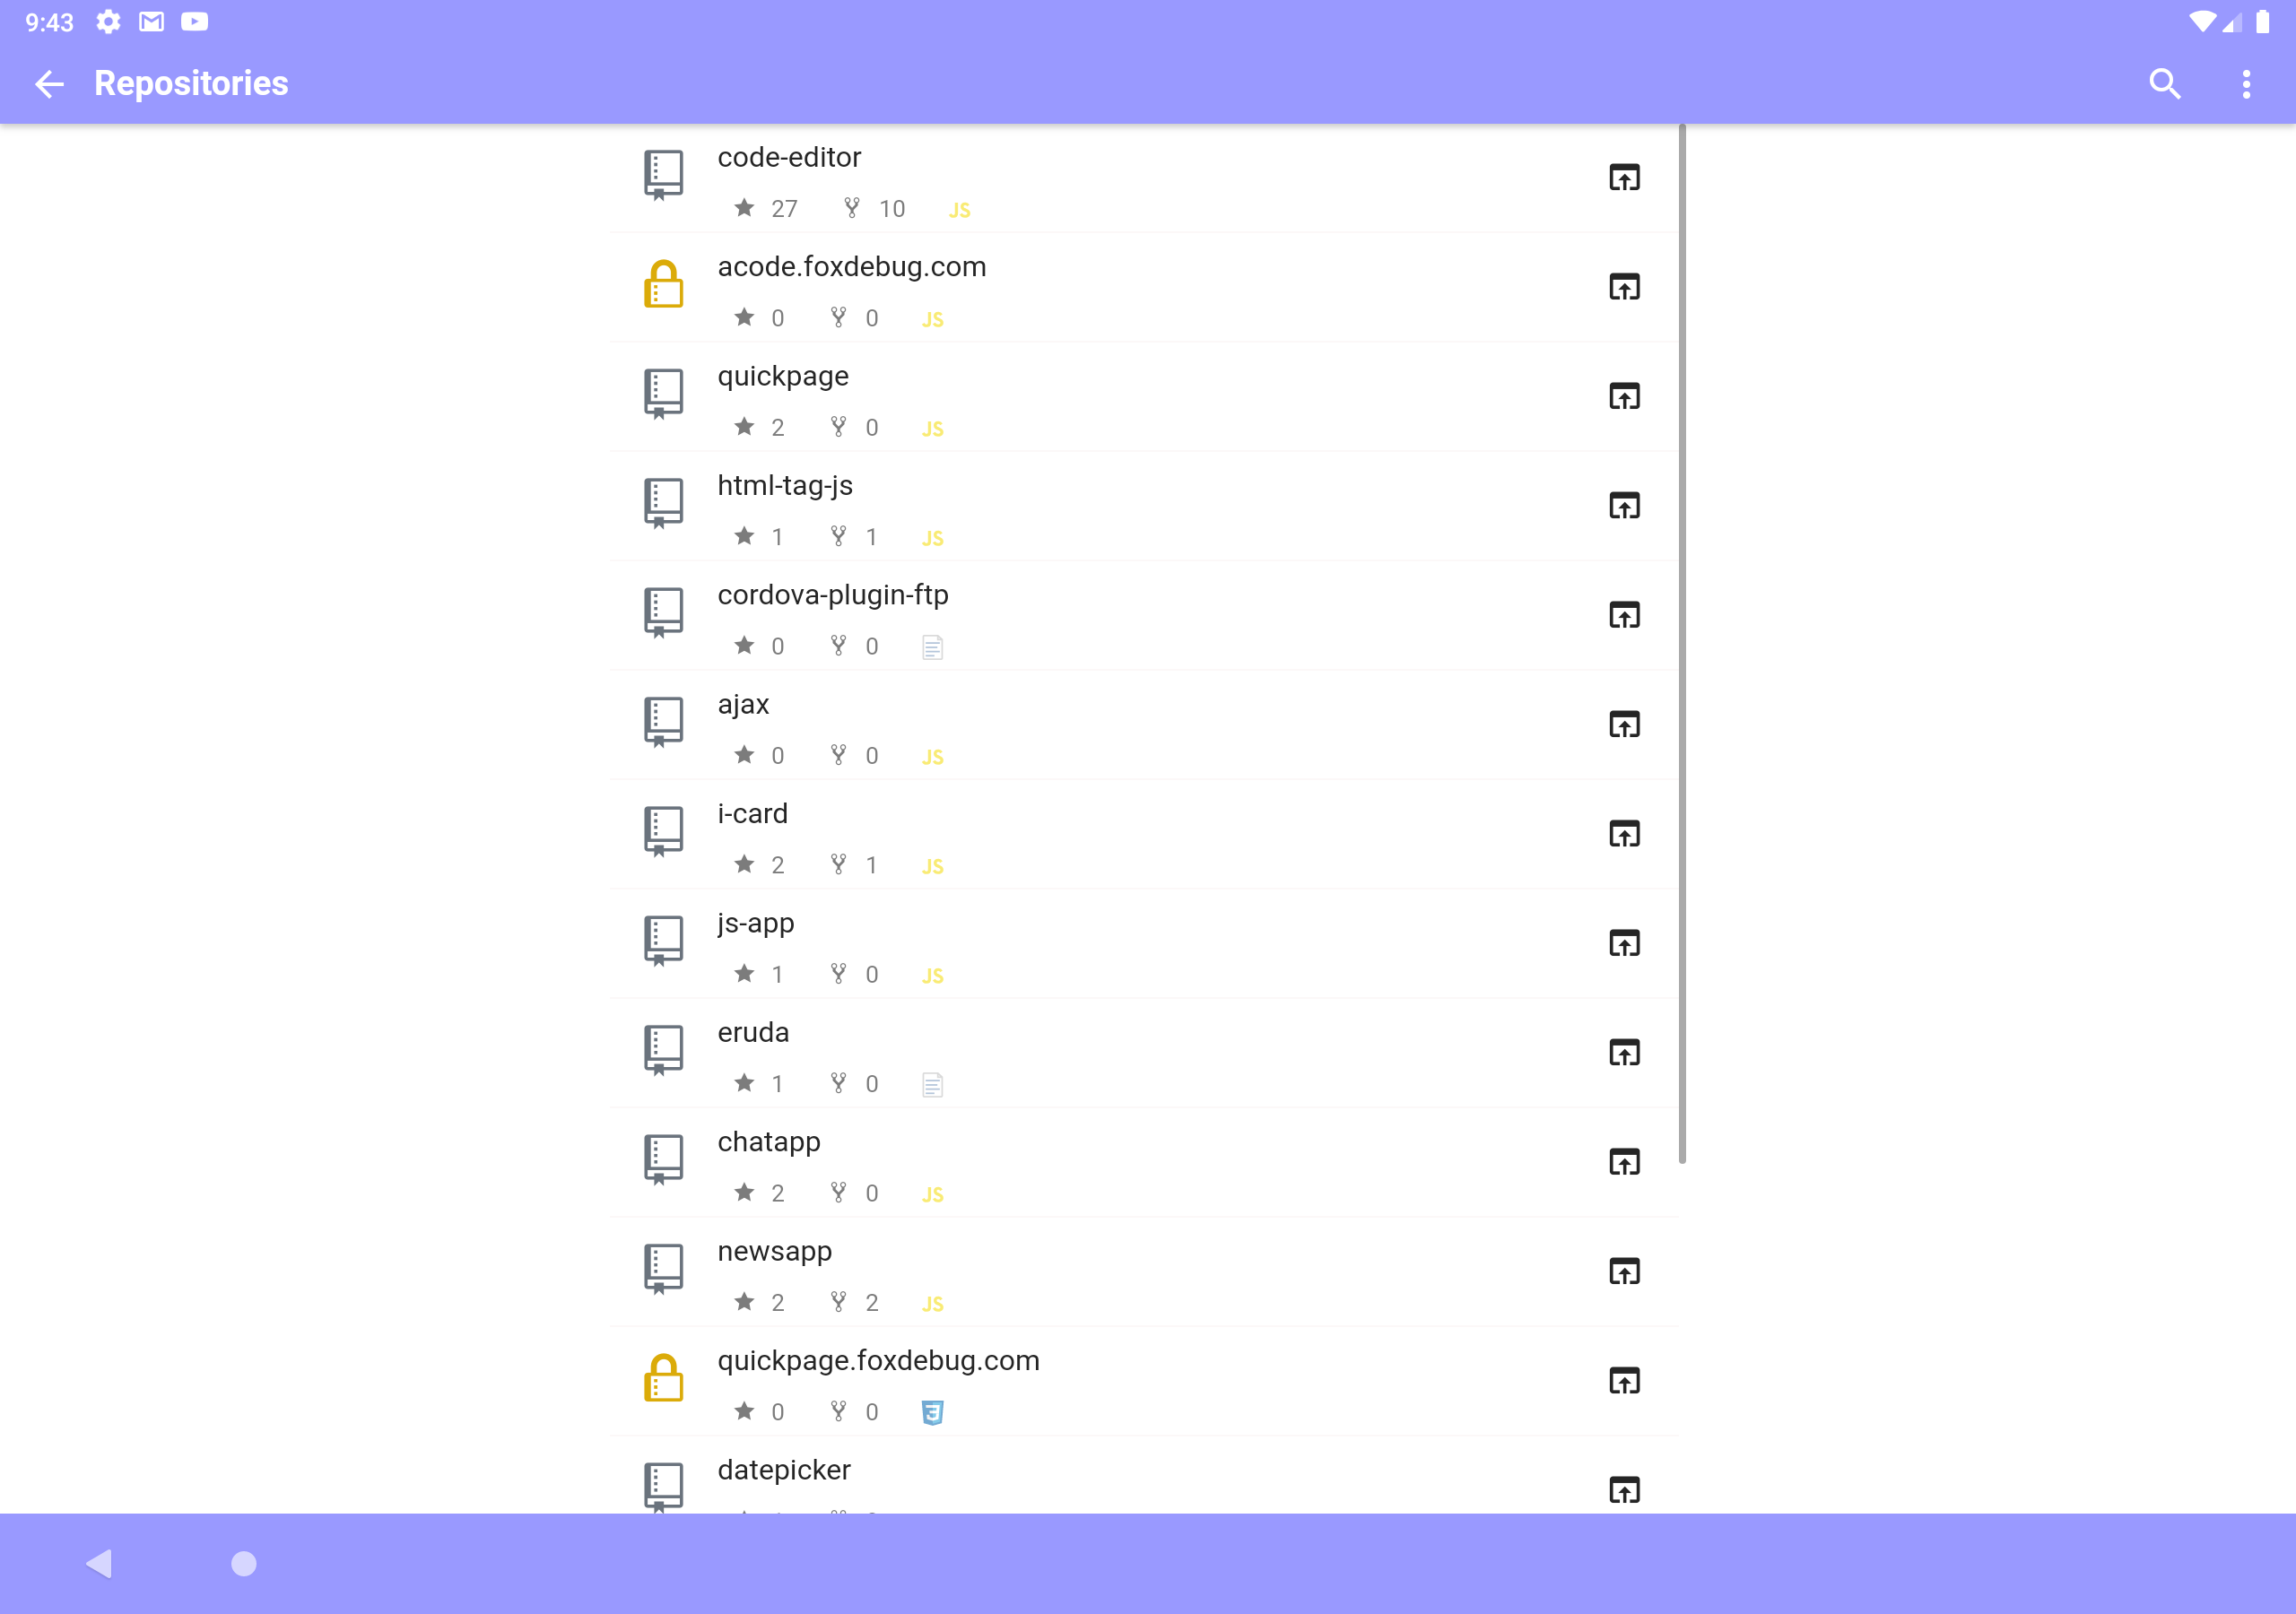 9:43
Repositories
code-editor
27 10 JS
acode.foxdebug.com
0 0 JS
quickpage
2 0 JS
html-tag-js
1 1 JS
cordova-plugin-ftp
0 0
ajax
0 0 JS
i-card
2 1 JS
js-app
1 0 JS
eruda
1 0
chatapp
2 0 JS
newsapp
2 2 JS
quickpage.foxdebug.com
0 0 3
datepicker